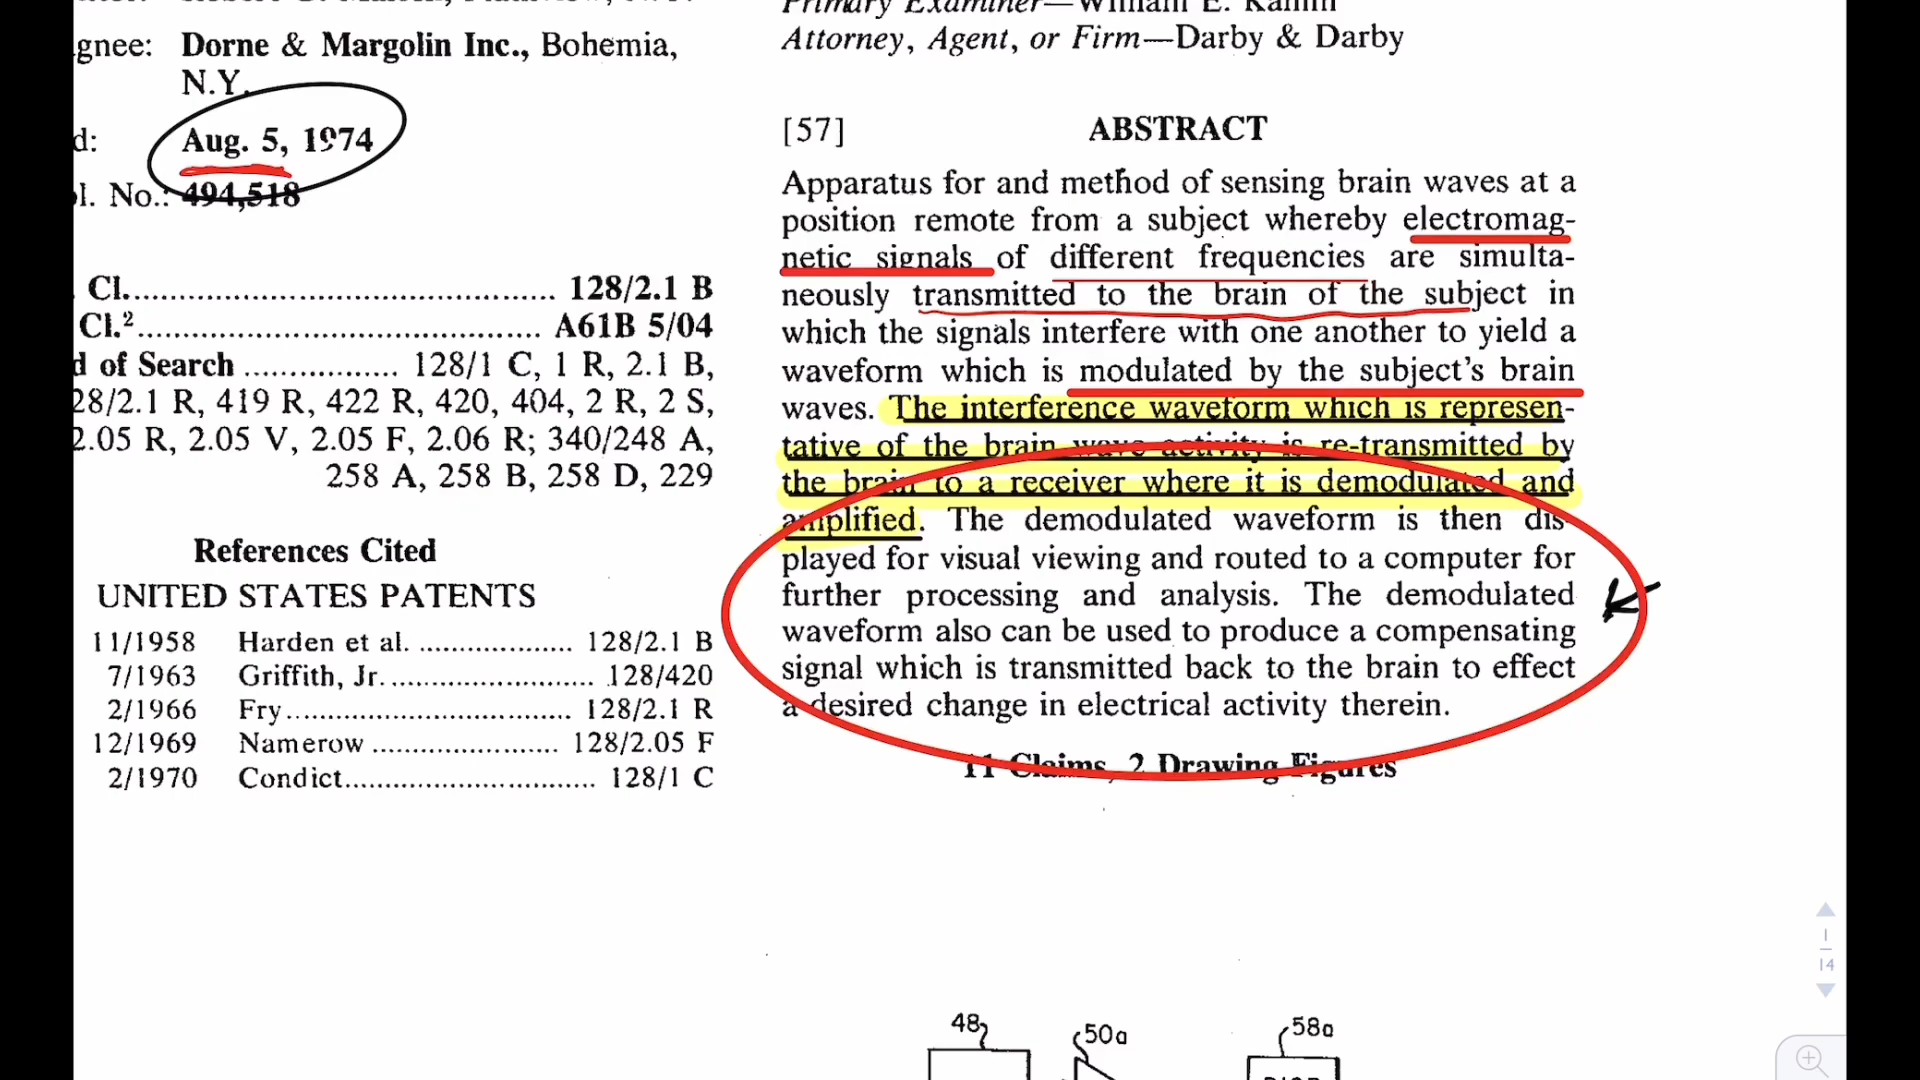 gnee: Dorne & Margolin Inc., Bohemia,
N.Y.
d: Aug. 5, 1974
l. No.: 494,518
Cl. 128/2.1 B
Cl.² A61B 5/04
d of Search 128/1 C, 1 R, 2.1 B,
28/2.1 R, 419 R, 422 R, 420, 404, 2 R, 2 S,
2.05 R, 2.05 V, 2.05 F, 2.06 R; 340/248 A,
258 A, 258 B, 258 D, 229
References Cited
UNITED STATES PATENTS
11/1958 Harden et al. 128/2.1 B
7/1963 Griffith, Jr. 128/420
2/1966 Fry 128/2.1 R
12/1969 Namerow 128/2.05 F
2/1970 Condict 128/1 C
Primary Examiner—William E. Kamm
Attorney, Agent, or Firm—Darby & Darby
[57] ABSTRACT
Apparatus for and method of sensing brain waves at a
position remote from a subject whereby electromag-
netic signals of different frequencies are simulta-
neously transmitted to the brain of the subject in
which the signals interfere with one another to yield a
waveform which is modulated by the subject's brain
waves. The interference waveform which is represen-
tative of the brain wave activity is re-transmitted by
the brain to a receiver where it is demodulated and
amplified. The demodulated waveform is then dis-
played for visual viewing and routed to a computer for
further processing and analysis. The demodulated
waveform also can be used to produce a compensating
signal which is transmitted back to the brain to effect
a desired change in electrical activity therein.
11 Claims, 2 Drawing Figures
48
50a
58a
1
14